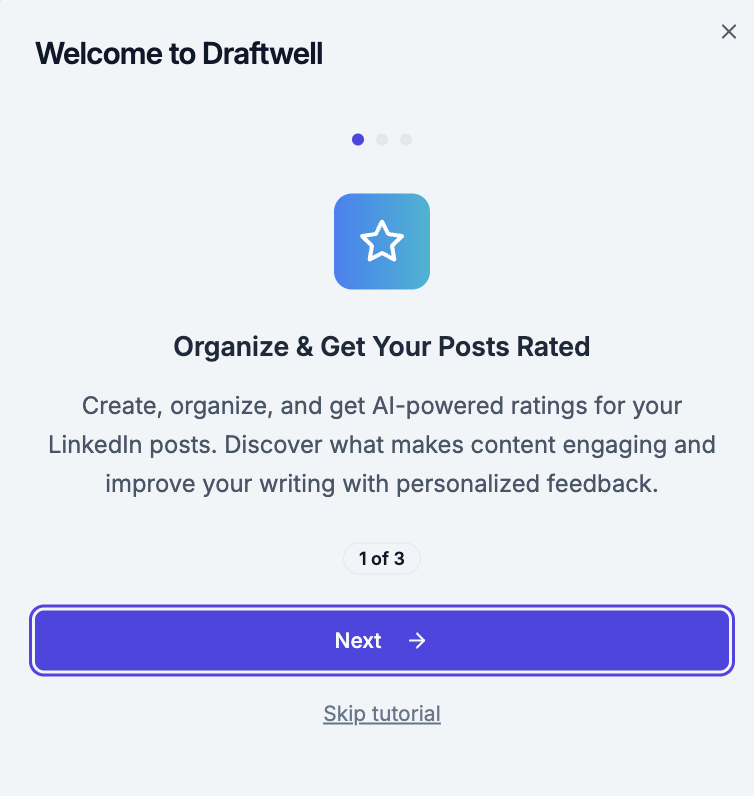 Welcome to Draftwell
Organize & Get Your Posts Rated
Create, organize, and get AI-powered ratings for your
LinkedIn posts. Discover what makes content engaging and
improve your writing with personalized feedback.
1 of 3
Next
Skip tutorial